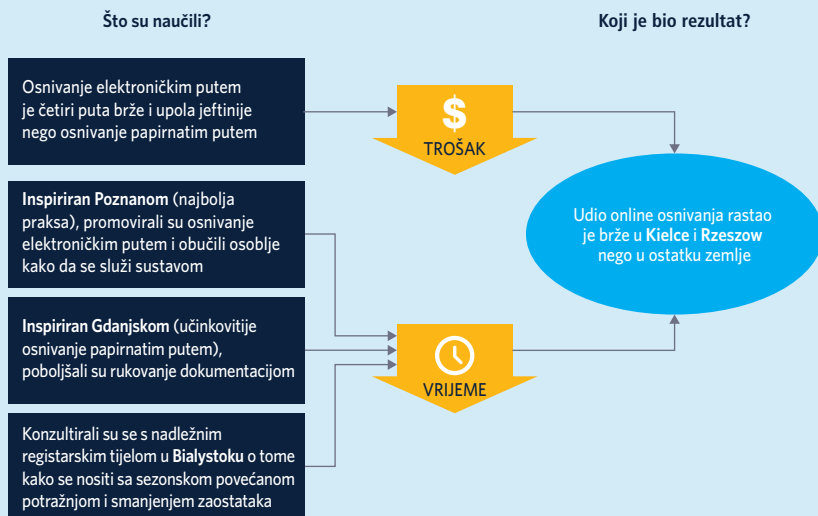 Što su naučili?
Koji je bio rezultat?
Osnivanje elektroničkim putem
je četiri puta brže i upola jeftinije
nego osnivanje papirnatim putem
$
TROŠAK
Inspiriran Poznanom (najbolja
praksa), promovirali su osnivanje
elektroničkim putem i obučili osoblje
kako da se služi sustavom
Udio online osnivanja rastao
je brže u Kielce i Rzeszow
nego u ostatku zemlje
Inspiriran Gdanjskom (učinkovitije
osnivanje papirnatim putem),
poboljšali su rukovanje dokumentacijom
VRIJEME
Konzultirali su se s nadležnim
registarskim tijelom u Bialystoku o tome
kako se nositi sa sezonskom povećanom
potražnjom i smanjenjem zaostataka